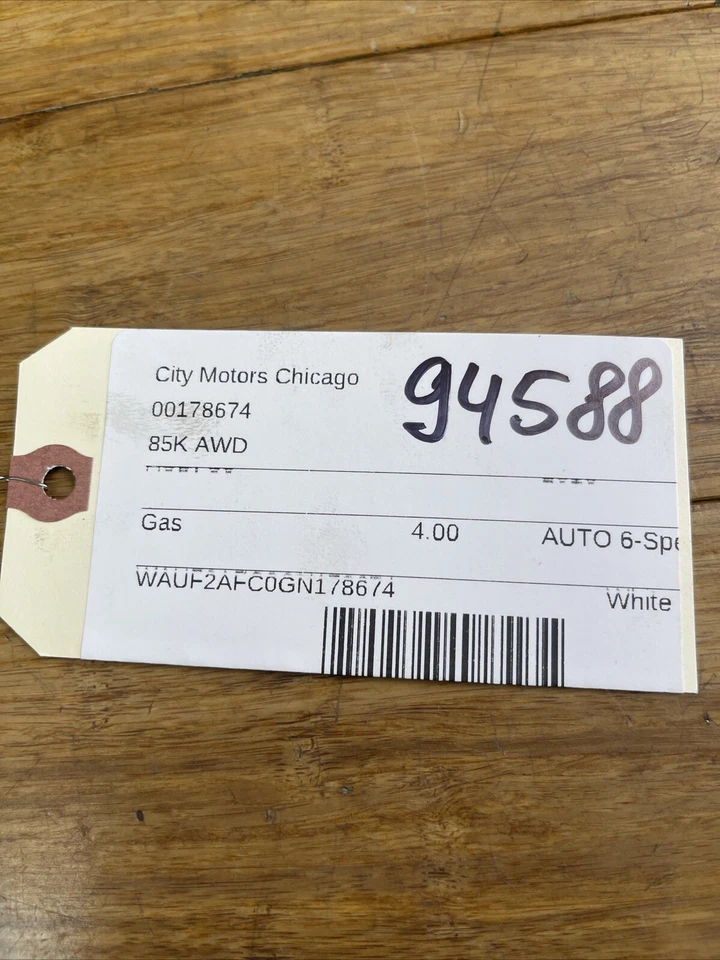 City Motors Chicago
94588
00178674
85K AWD
Gas 4.00 AUTO 6-Spe
WAUF2AFC0GN178674 White